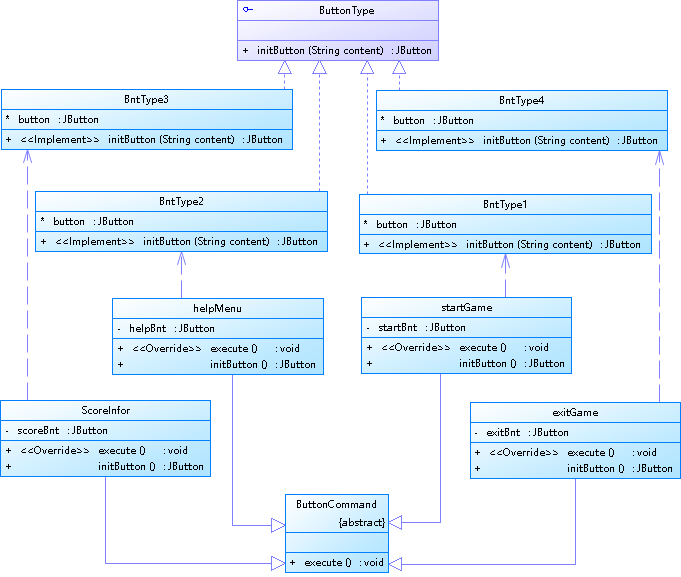 ButtonType
+ initButton (String content) : JButton
BntType3
* button : JButton
+ <<Implement>> initButton (String content) : JButton
BntType4
* button : JButton
+ <<Implement>> initButton (String content) : JButton
BntType2
* button : JButton
+ <<Implement>> initButton (String content) : JButton
BntType1
* button : JButton
+ <<Implement>> initButton (String content) : JButton
helpMenu
- helpBnt : JButton
+ <<Override>> execute () : void
+ initButton () : JButton
startGame
- startBnt : JButton
+ <<Override>> execute () : void
+ initButton () : JButton
ScoreInfor
- scoreBnt : JButton
+ <<Override>> execute () : void
+ initButton () : JButton
exitGame
- exitBnt : JButton
+ <<Override>> execute () : void
+ initButton () : JButton
ButtonCommand
{abstract}
+ execute () : void